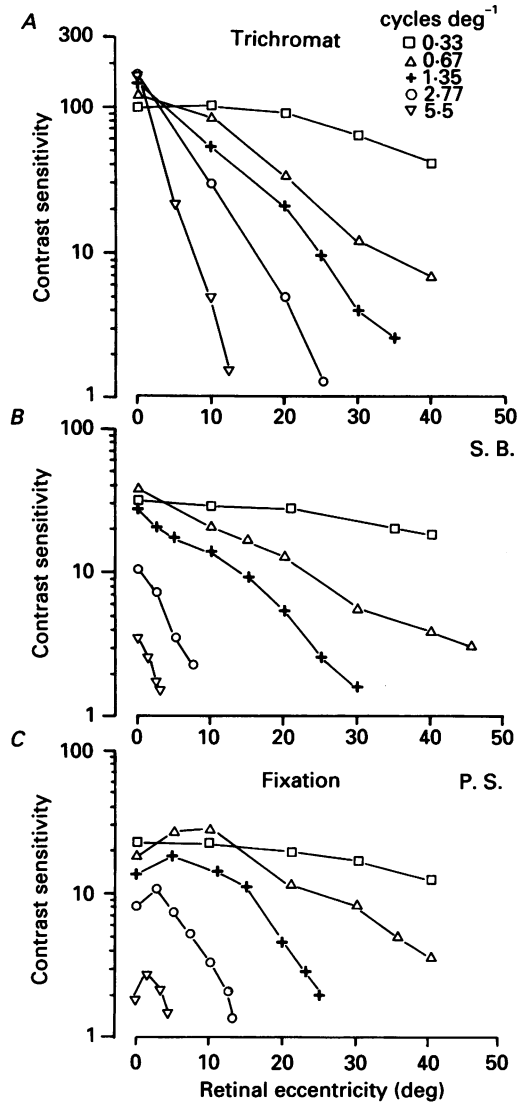 A
Trichromat
cycles deg⁻¹
□ 0·33
△ 0·67
+ 1·35
○ 2·77
▽ 5·5
300
100
10
1
Contrast sensitivity
0 10 20 30 40 50
B
S. B.
100
10
1
Contrast sensitivity
0 10 20 30 40 50
C
Fixation
P. S.
100
10
1
Contrast sensitivity
0 10 20 30 40 50
Retinal eccentricity (deg)